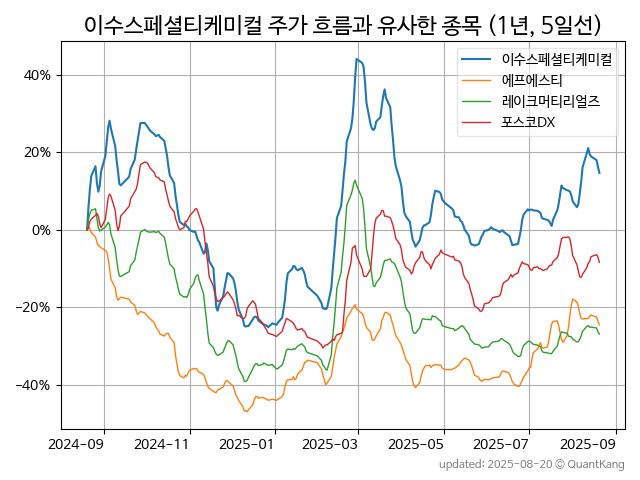 이수스페셜티케미컬 주가 흐름과 유사한 종목 (1년, 5일선)
이수스페셜티케미컬
에프에스티
레이크머티리얼즈
포스코DX
40%
20%
0%
−20%
−40%
2024-09 2024-11 2025-01 2025-03 2025-05 2025-07 2025-09
updated: 2025-08-20 © QuantKang